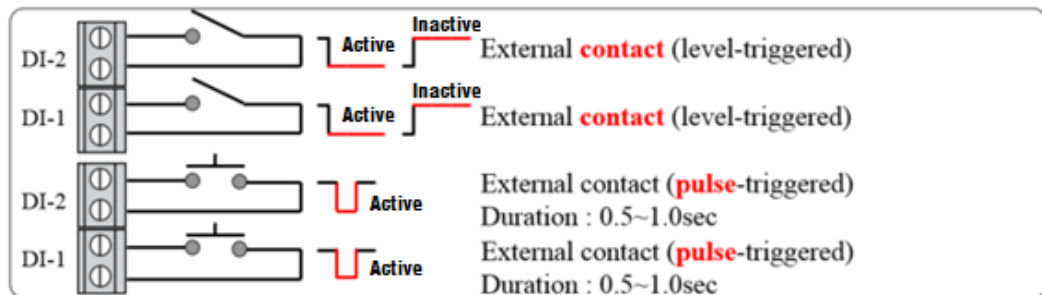 Inactive
DI-2 Active External contact (level-triggered)
Inactive
DI-1 Active External contact (level-triggered)
DI-2 Active External contact (pulse-triggered)
Duration : 0.5~1.0sec
DI-1 Active External contact (pulse-triggered)
Duration : 0.5~1.0sec